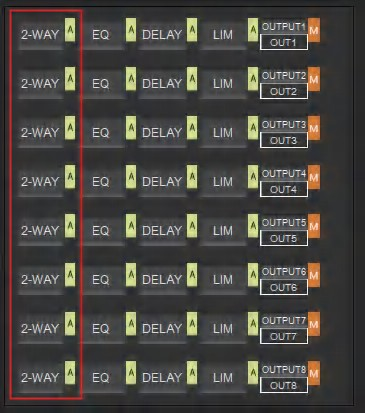 2-WAY A EQ A DELAY A LIM A OUTPUT1 M
OUT1
2-WAY A EQ A DELAY A LIM A OUTPUT2 M
OUT2
2-WAY A EQ A DELAY A LIM A OUTPUT3 M
OUT3
2-WAY A EQ A DELAY A LIM A OUTPUT4 M
OUT4
2-WAY A EQ A DELAY A LIM A OUTPUT5 M
OUT5
2-WAY A EQ A DELAY A LIM A OUTPUT6 M
OUT6
2-WAY A EQ A DELAY A LIM A OUTPUT7 M
OUT7
2-WAY A EQ A DELAY A LIM A OUTPUT8 M
OUT8